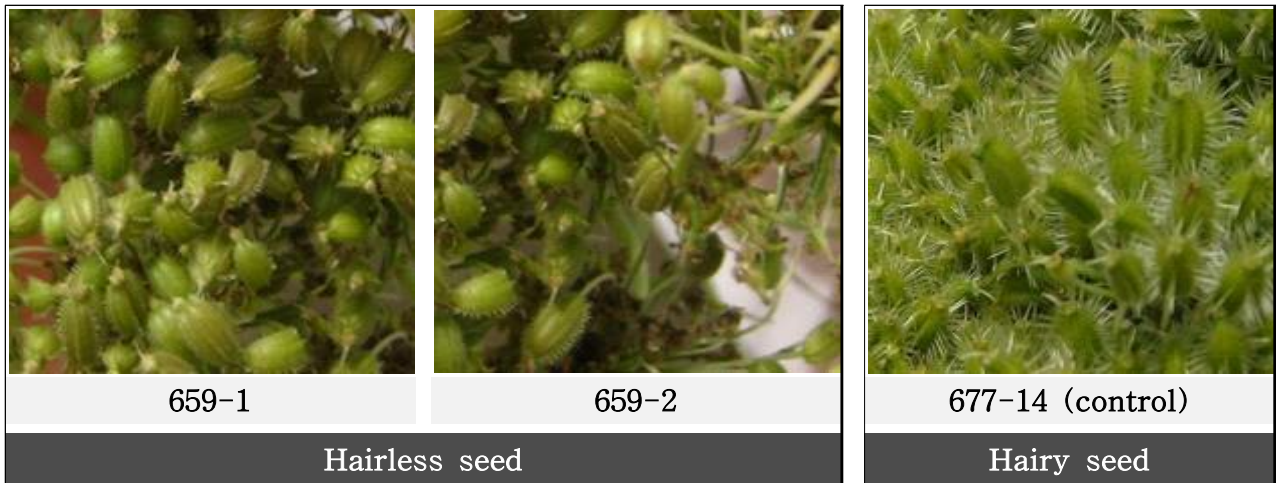 659-1
659-2
677-14 (control)
Hairless seed
Hairy seed